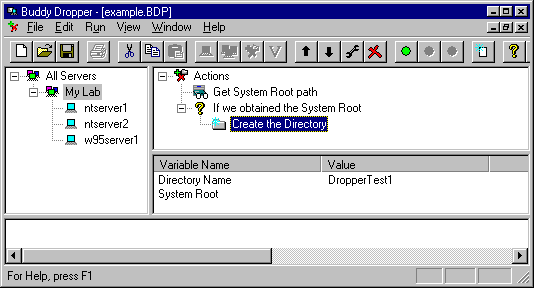 Buddy Dropper - [example.BDP]
File Edit Run View Window Help
All Servers
My Lab
ntserver1
ntserver2
w95server1
Actions
Get System Root path
If we obtained the System Root
Create the Directory
Variable Name Value
Directory Name DropperTest1
System Root
For Help, press F1